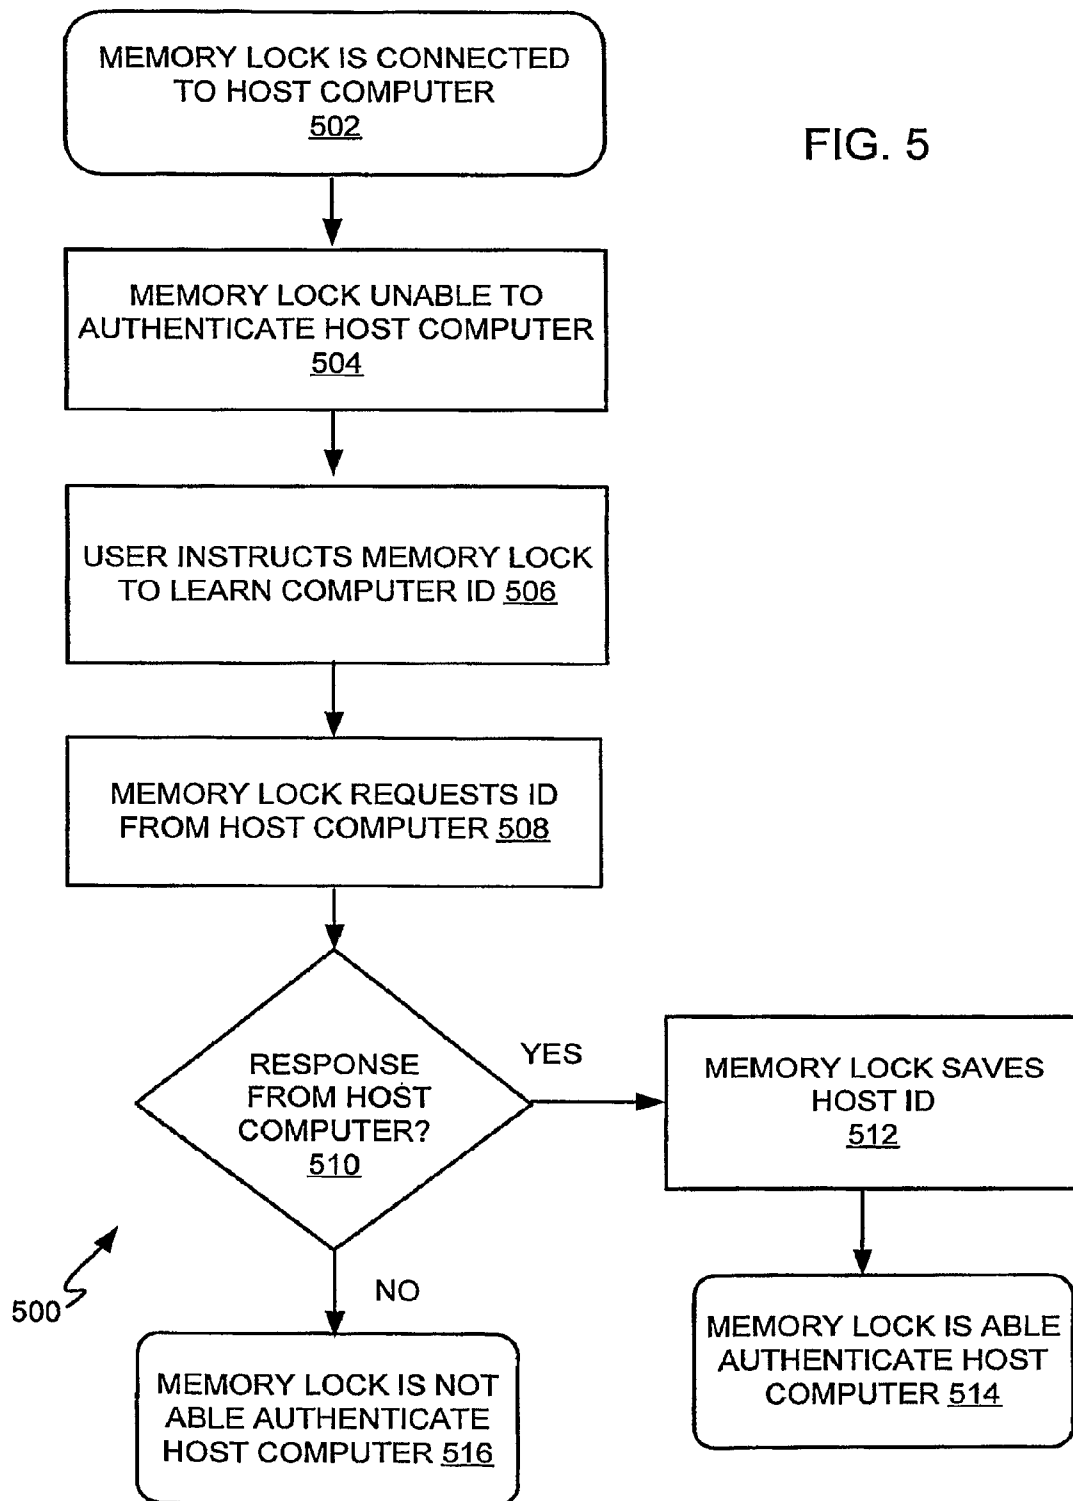 MEMORY LOCK IS CONNECTED
TO HOST COMPUTER
502
FIG. 5
MEMORY LOCK UNABLE TO
AUTHENTICATE HOST COMPUTER
504
USER INSTRUCTS MEMORY LOCK
TO LEARN COMPUTER ID 506
MEMORY LOCK REQUESTS ID
FROM HOST COMPUTER 508
RESPONSE
FROM HOST
COMPUTER?
510
YES
MEMORY LOCK SAVES
HOST ID
512
500
NO
MEMORY LOCK IS ABLE
AUTHENTICATE HOST
COMPUTER 514
MEMORY LOCK IS NOT
ABLE AUTHENTICATE
HOST COMPUTER 516